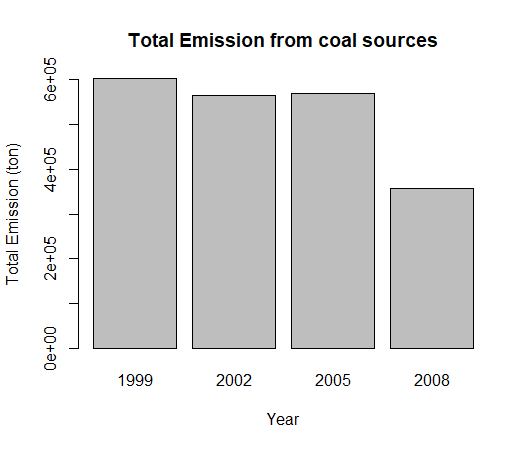 Total Emission from coal sources
Total Emission (ton)
6e+05
4e+05
2e+05
0e+00
1999 2002 2005 2008
Year